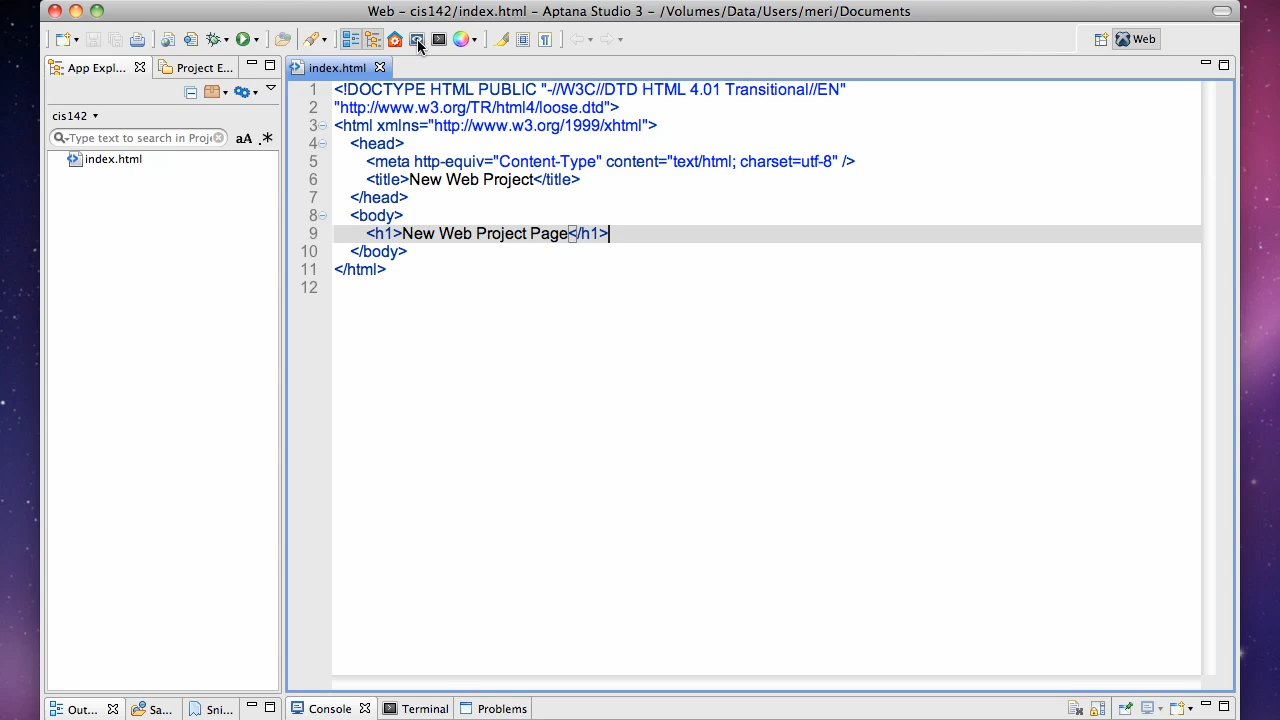 Web – cis142/index.html – Aptana Studio 3 – /Volumes/Data/Users/meri/Documents
Web
App Expl...
Project E...
index.html
cis142
Type text to search in Proje
aA .*
index.html
1 <!DOCTYPE HTML PUBLIC "-//W3C//DTD HTML 4.01 Transitional//EN"
2 "http://www.w3.org/TR/html4/loose.dtd">
3 <html xmlns="http://www.w3.org/1999/xhtml">
4 <head>
5 <meta http-equiv="Content-Type" content="text/html; charset=utf-8" />
6 <title>New Web Project</title>
7 </head>
8 <body>
9 <h1>New Web Project Page</h1>
10 </body>
11 </html>
12
Out...
Sa...
Sni...
Console
Terminal
Problems